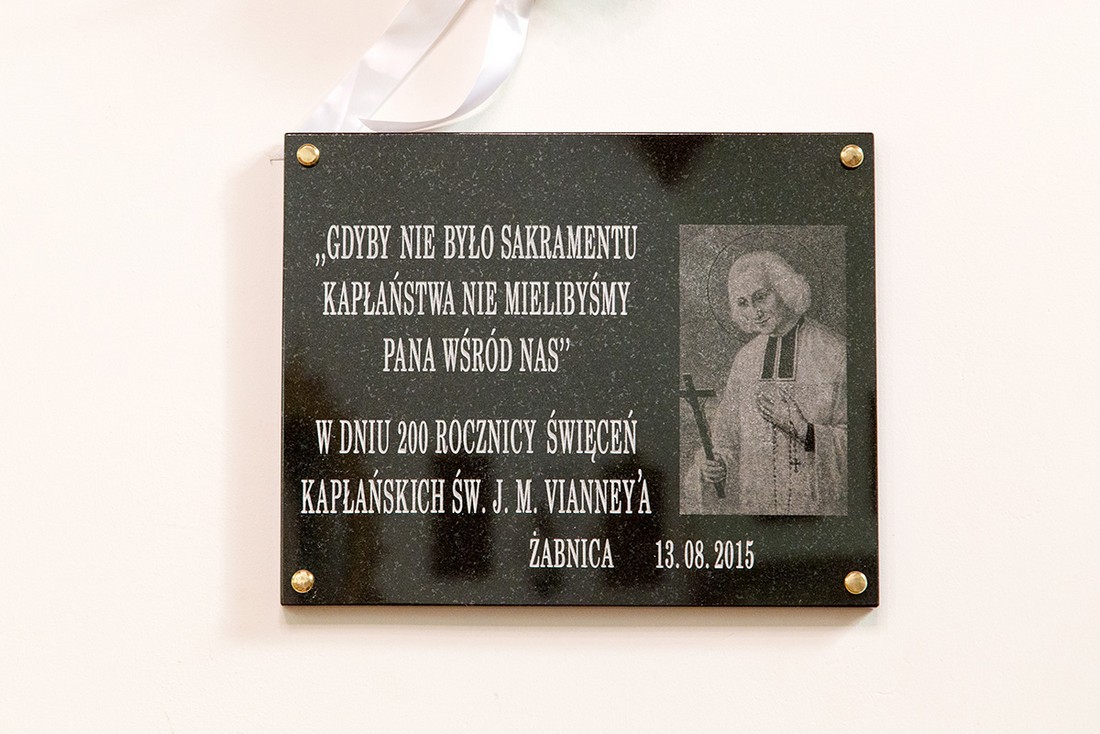 „GDYBY NIE BYŁO SAKRAMENTU
KAPŁAŃSTWA NIE MIELIBYŚMY
PANA WŚRÓD NAS”
W DNIU 200 ROCZNICY ŚWIĘCEŃ
KAPŁAŃSKICH ŚW. J. M. VIANNEY'A
ŻABNICA 13.08.2015